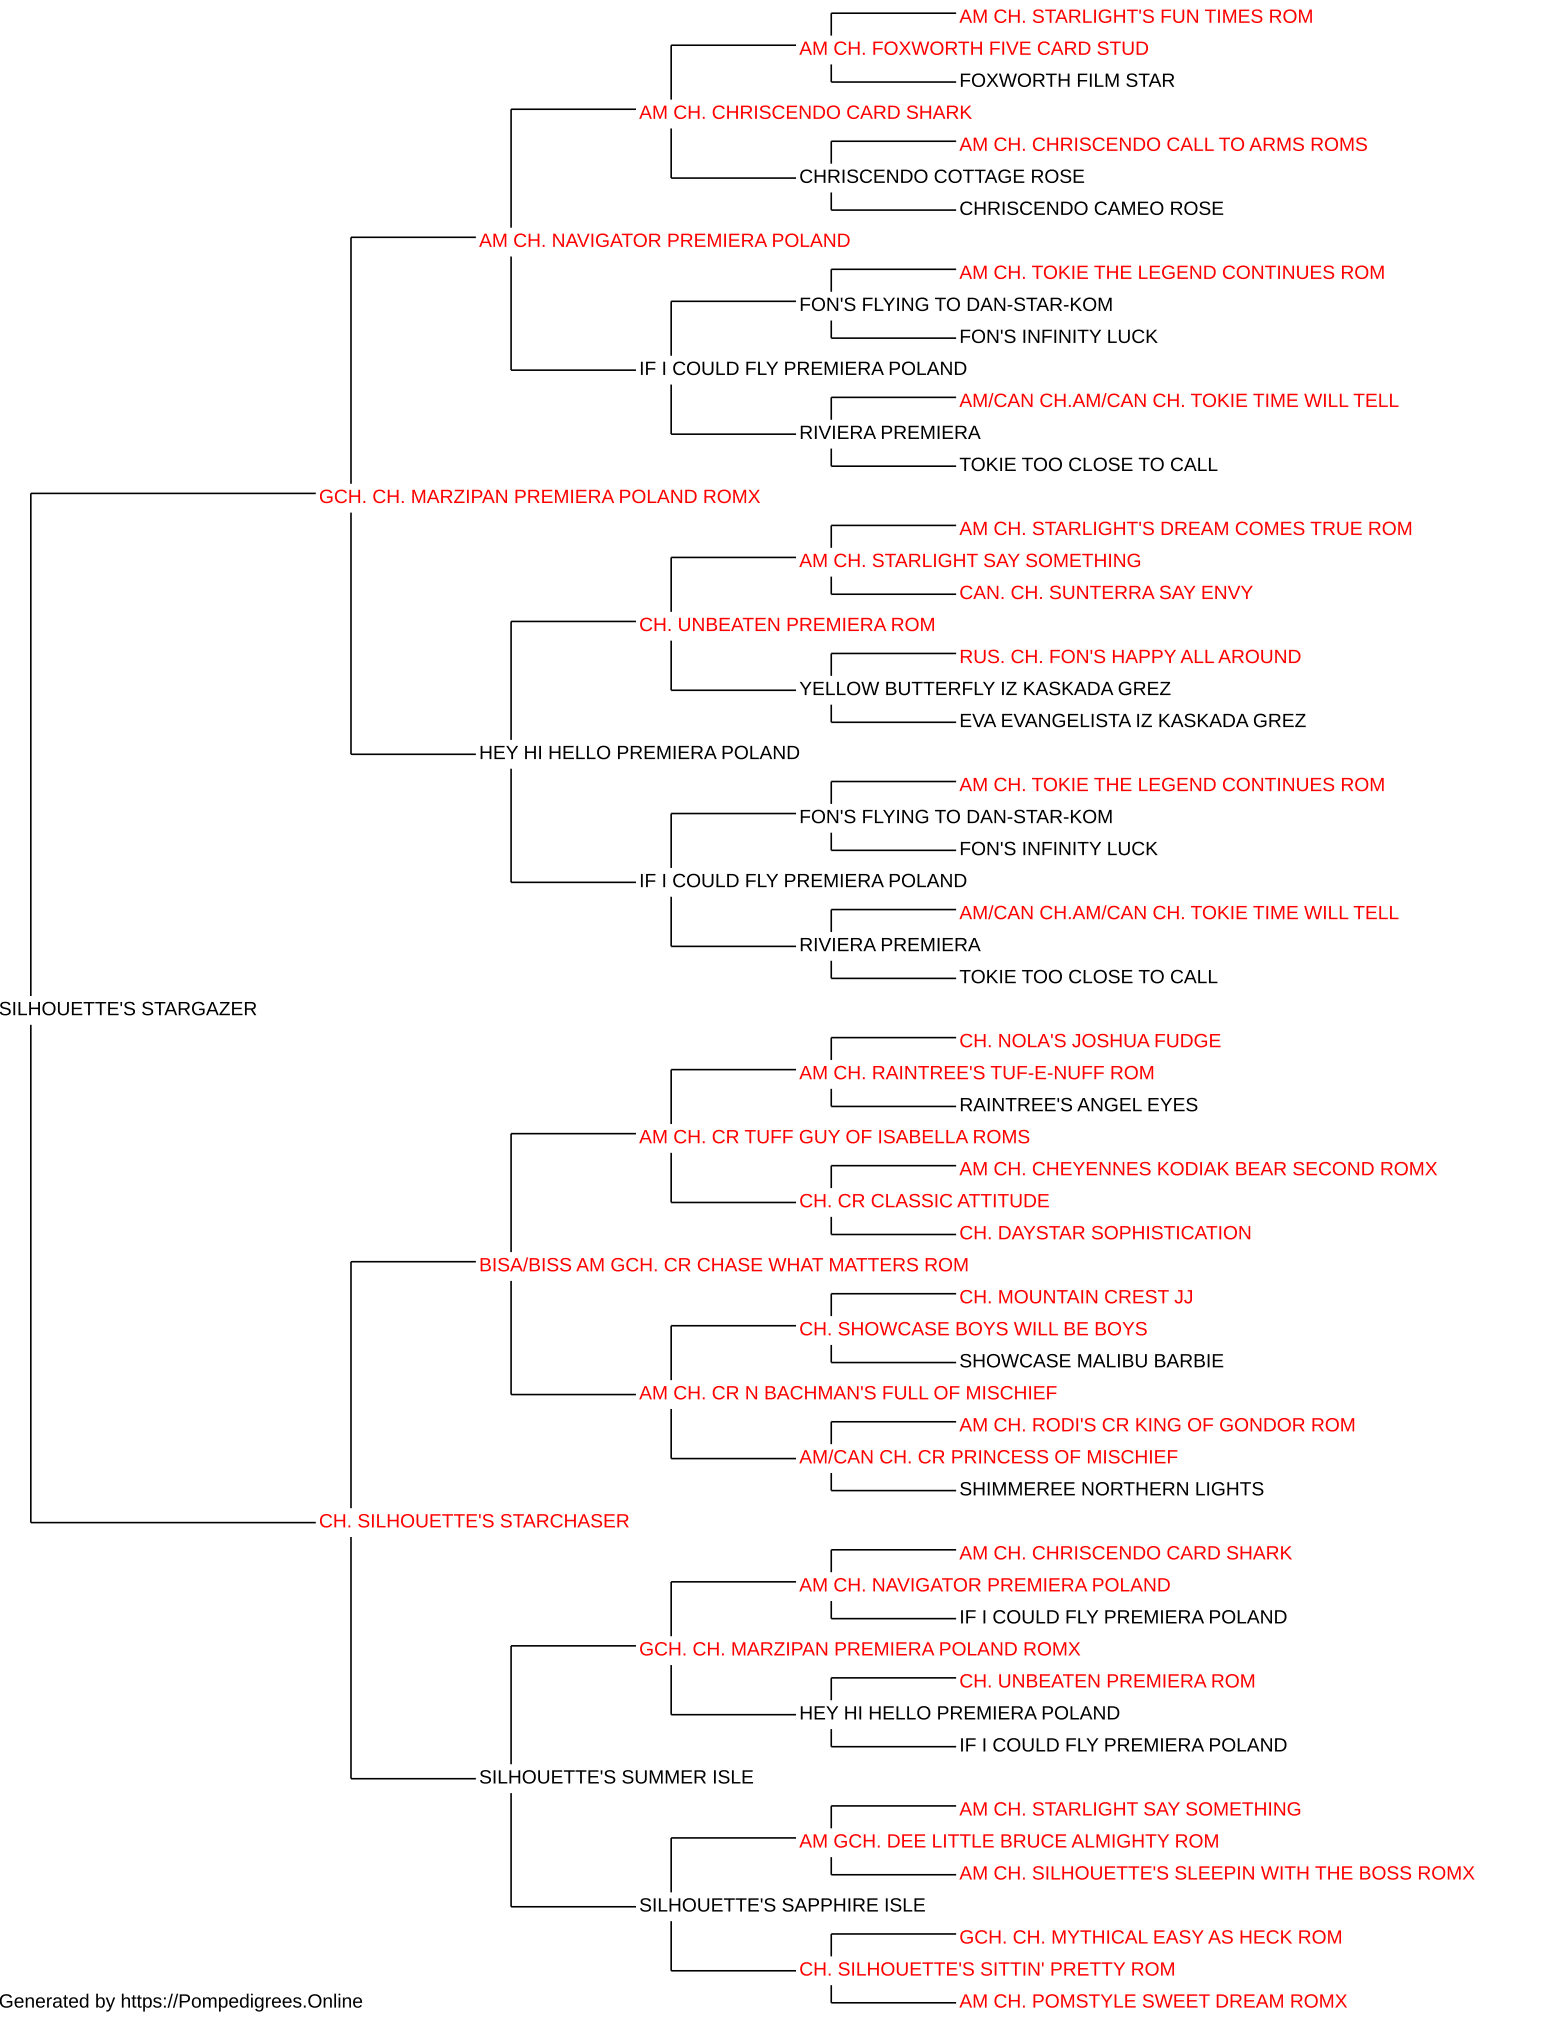 AM CH. STARLIGHT'S FUN TIMES ROM
AM CH. FOXWORTH FIVE CARD STUD
FOXWORTH FILM STAR
AM CH. CHRISCENDO CARD SHARK
AM CH. CHRISCENDO CALL TO ARMS ROMS
CHRISCENDO COTTAGE ROSE
CHRISCENDO CAMEO ROSE
AM CH. NAVIGATOR PREMIERA POLAND
AM CH. TOKIE THE LEGEND CONTINUES ROM
FON'S FLYING TO DAN-STAR-KOM
FON'S INFINITY LUCK
IF I COULD FLY PREMIERA POLAND
AM/CAN CH.AM/CAN CH. TOKIE TIME WILL TELL
RIVIERA PREMIERA
TOKIE TOO CLOSE TO CALL
GCH. CH. MARZIPAN PREMIERA POLAND ROMX
AM CH. STARLIGHT'S DREAM COMES TRUE ROM
AM CH. STARLIGHT SAY SOMETHING
CAN. CH. SUNTERRA SAY ENVY
CH. UNBEATEN PREMIERA ROM
RUS. CH. FON'S HAPPY ALL AROUND
YELLOW BUTTERFLY IZ KASKADA GREZ
EVA EVANGELISTA IZ KASKADA GREZ
HEY HI HELLO PREMIERA POLAND
AM CH. TOKIE THE LEGEND CONTINUES ROM
FON'S FLYING TO DAN-STAR-KOM
FON'S INFINITY LUCK
IF I COULD FLY PREMIERA POLAND
AM/CAN CH.AM/CAN CH. TOKIE TIME WILL TELL
RIVIERA PREMIERA
TOKIE TOO CLOSE TO CALL
SILHOUETTE'S STARGAZER
CH. NOLA'S JOSHUA FUDGE
AM CH. RAINTREE'S TUF-E-NUFF ROM
RAINTREE'S ANGEL EYES
AM CH. CR TUFF GUY OF ISABELLA ROMS
AM CH. CHEYENNES KODIAK BEAR SECOND ROMX
CH. CR CLASSIC ATTITUDE
CH. DAYSTAR SOPHISTICATION
BISA/BISS AM GCH. CR CHASE WHAT MATTERS ROM
CH. MOUNTAIN CREST JJ
CH. SHOWCASE BOYS WILL BE BOYS
SHOWCASE MALIBU BARBIE
AM CH. CR N BACHMAN'S FULL OF MISCHIEF
AM CH. RODI'S CR KING OF GONDOR ROM
AM/CAN CH. CR PRINCESS OF MISCHIEF
SHIMMEREE NORTHERN LIGHTS
CH. SILHOUETTE'S STARCHASER
AM CH. CHRISCENDO CARD SHARK
AM CH. NAVIGATOR PREMIERA POLAND
IF I COULD FLY PREMIERA POLAND
GCH. CH. MARZIPAN PREMIERA POLAND ROMX
CH. UNBEATEN PREMIERA ROM
HEY HI HELLO PREMIERA POLAND
IF I COULD FLY PREMIERA POLAND
SILHOUETTE'S SUMMER ISLE
AM CH. STARLIGHT SAY SOMETHING
AM GCH. DEE LITTLE BRUCE ALMIGHTY ROM
AM CH. SILHOUETTE'S SLEEPIN WITH THE BOSS ROMX
SILHOUETTE'S SAPPHIRE ISLE
GCH. CH. MYTHICAL EASY AS HECK ROM
CH. SILHOUETTE'S SITTIN' PRETTY ROM
AM CH. POMSTYLE SWEET DREAM ROMX
Generated by https://Pompedigrees.Online